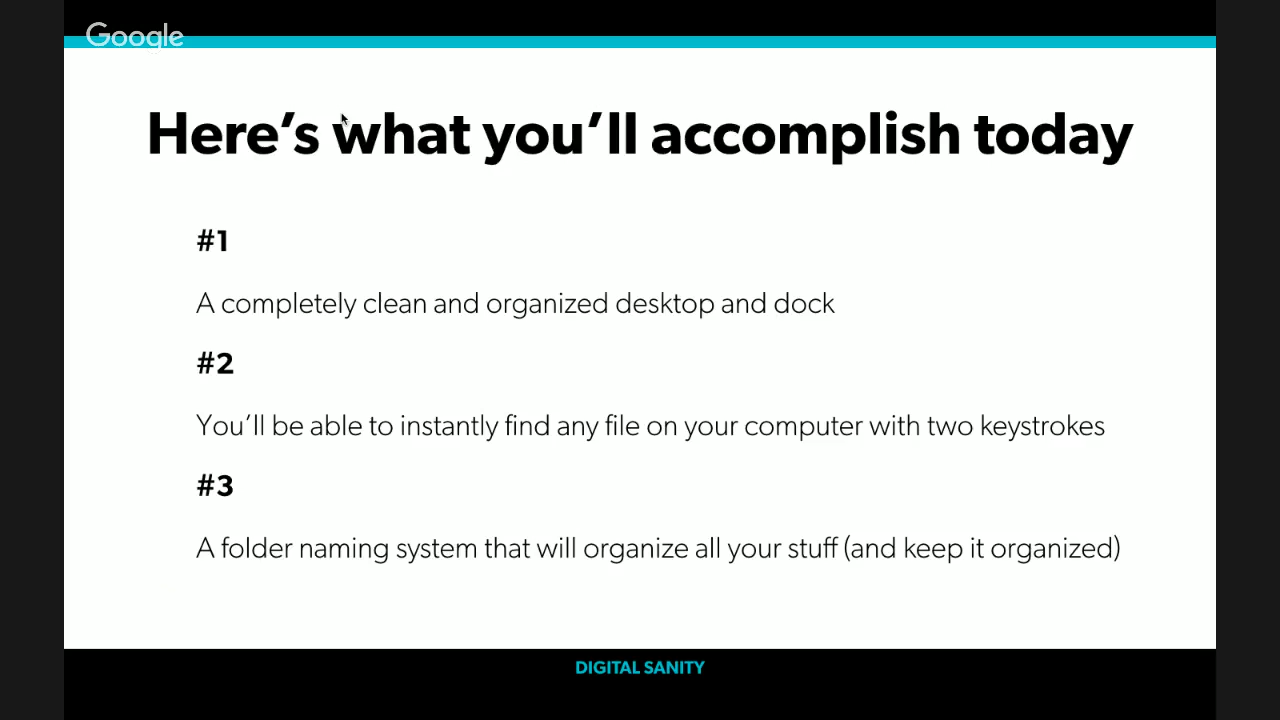 Google
Here’s what you’ll accomplish today
#1
A completely clean and organized desktop and dock
#2
You’ll be able to instantly find any file on your computer with two keystrokes
#3
A folder naming system that will organize all your stuff (and keep it organized)
DIGITAL SANITY